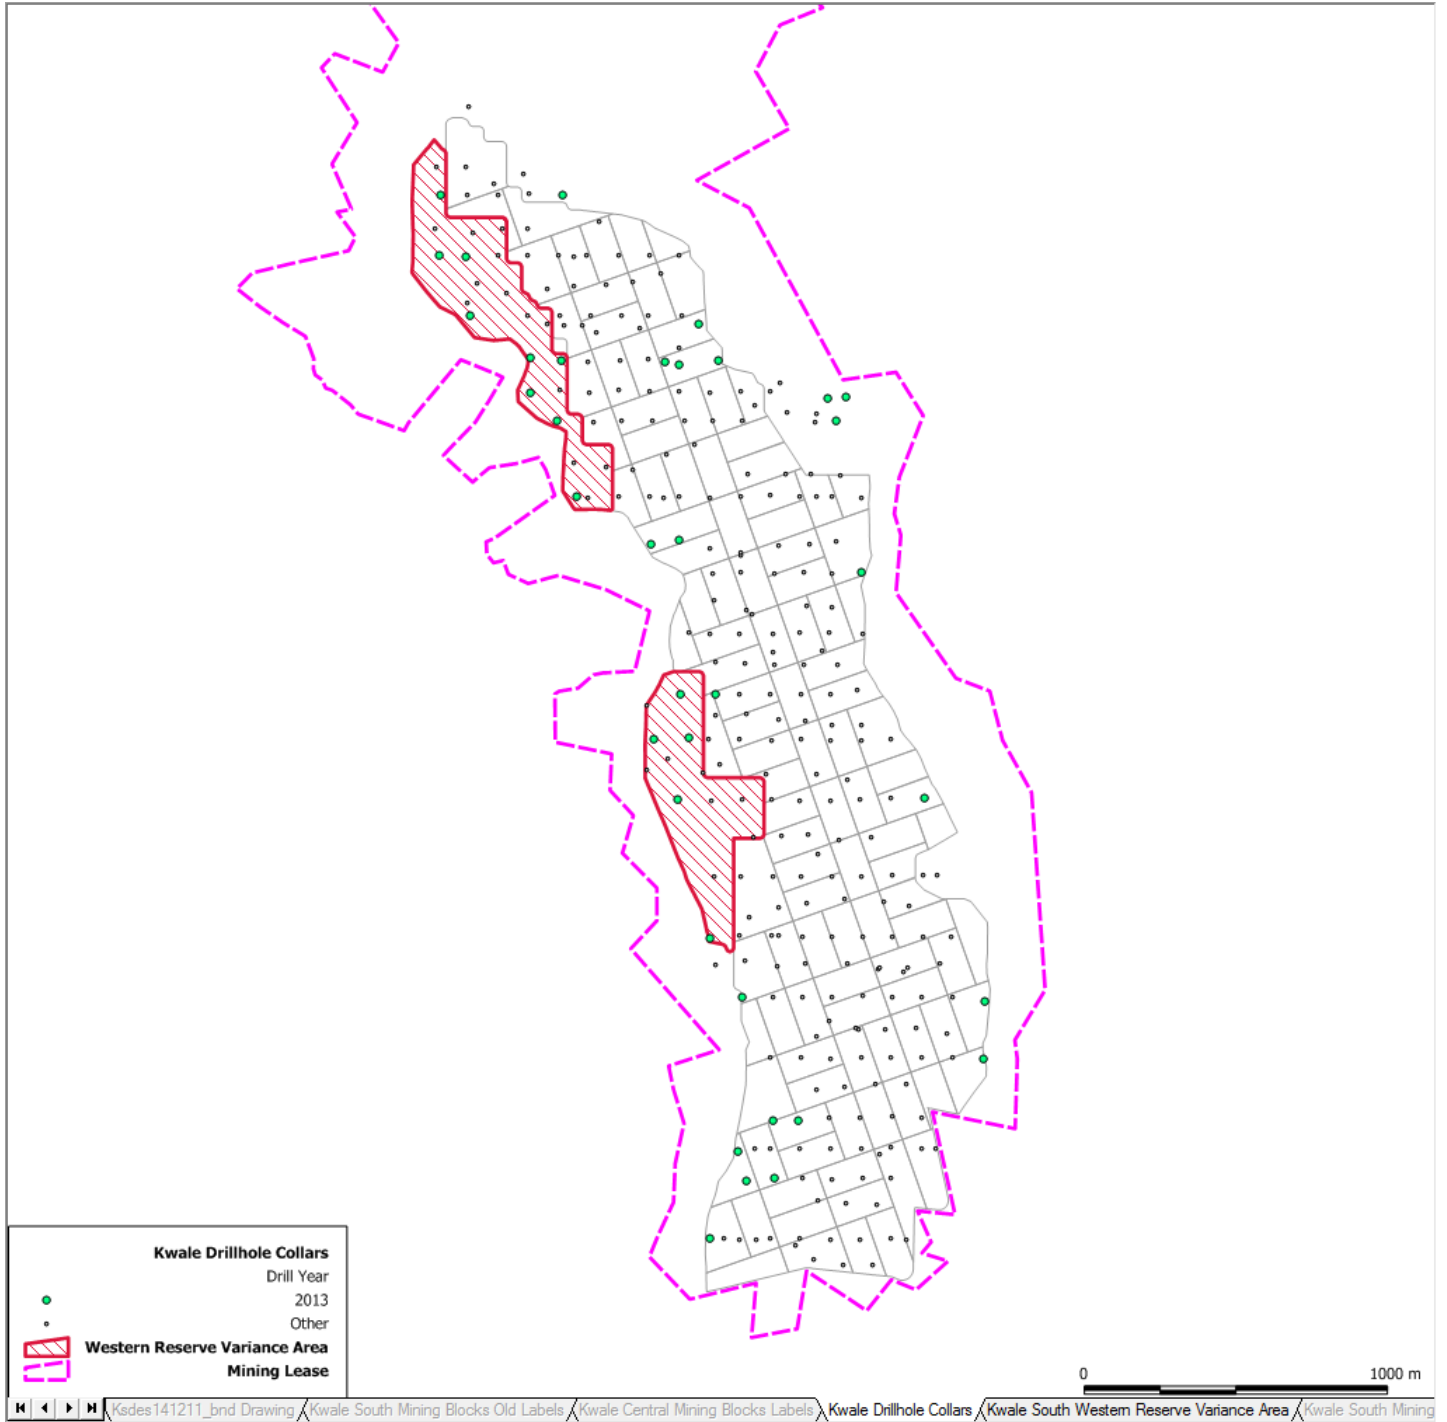 Kwale Drillhole Collars
Drill Year
2013
Other
Western Reserve Variance Area
Mining Lease
0 1000 m
Ksdes141211_bnd Drawing Kwale South Mining Blocks Old Labels Kwale Central Mining Blocks Labels Kwale Drillhole Collars Kwale South Western Reserve Variance Area Kwale South Mining